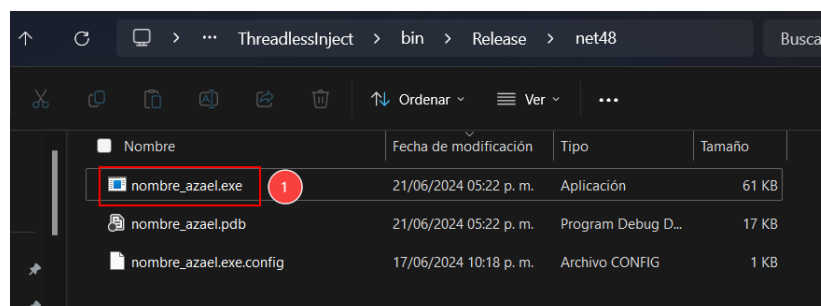 ThreadlessInject > bin > Release > net48 Busca
Ordenar Ver
Nombre Fecha de modificación Tipo Tamaño
nombre_azael.exe 1 21/06/2024 05:22 p. m. Aplicación 61 KB
nombre_azael.pdb 21/06/2024 05:22 p. m. Program Debug D... 17 KB
nombre_azael.exe.config 17/06/2024 10:18 p. m. Archivo CONFIG 1 KB